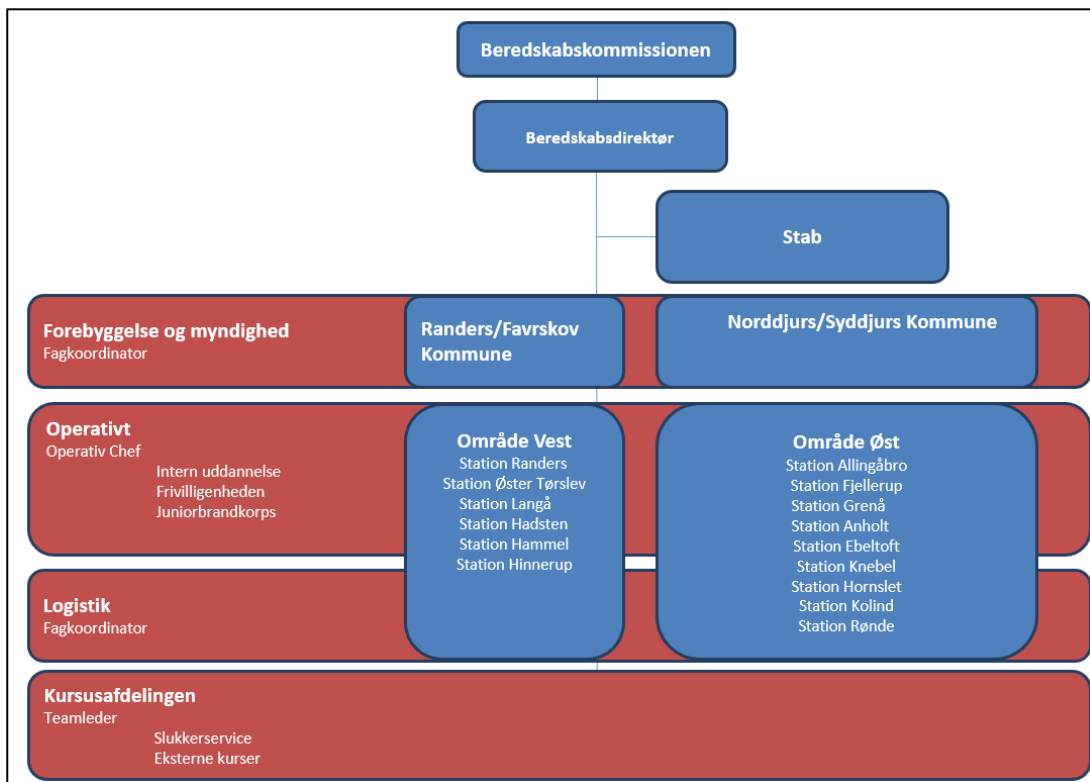 Beredskabskommissionen
Beredskabsdirektør
Stab
Forebyggelse og myndighed
Fagkoordinator
Randers/Favrskov
Kommune
Norddjurs/Syddjurs Kommune
Operativt
Operativ Chef
Intern uddannelse
Frivilligenheden
Juniorbrandkorps
Område Vest
Station Randers
Station Øster Tørslev
Station Langå
Station Hadsten
Station Hammel
Station Hinnerup
Område Øst
Station Allingåbro
Station Fjellerup
Station Grenå
Station Anholt
Station Ebeltoft
Station Knebel
Station Hornslet
Station Kolind
Station Rønde
Logistik
Fagkoordinator
Kursusafdelingen
Teamleder
Slukkerservice
Eksterne kurser